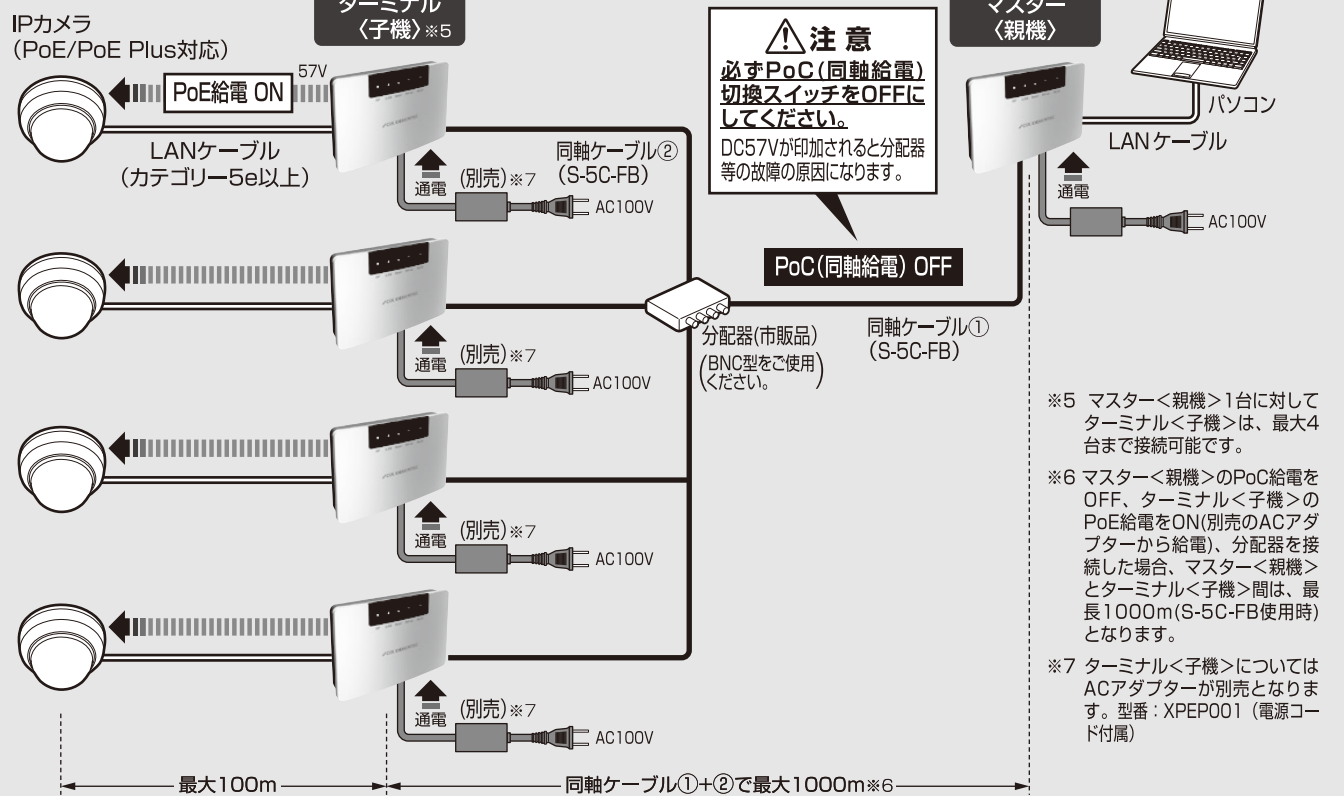 ターミナル
〈子機〉※5
マスター
〈親機〉
IPカメラ
(PoE/PoE Plus対応)
PoE給電 ON
57V
LANケーブル
(カテゴリー5e以上)
同軸ケーブル②
(S-5C-FB)
通電
(別売)※7
AC100V
注意
必ずPoC(同軸給電)
切換スイッチをOFFに
してください。
DC57Vが印加されると分配器
等の故障の原因になります。
パソコン
LANケーブル
通電
AC100V
PoC(同軸給電) OFF
通電
(別売)※7
AC100V
分配器(市販品)
(BNC型をご使用
ください。)
同軸ケーブル①
(S-5C-FB)
通電
(別売)※7
AC100V
通電
(別売)※7
AC100V
※5 マスター<親機>1台に対して
ターミナル<子機>は、最大4
台まで接続可能です。
※6 マスター<親機>のPoC給電を
OFF、ターミナル<子機>の
PoE給電をON(別売のACアダ
プターから給電)、分配器を接
続した場合、マスター<親機>
とターミナル<子機>間は、最
長1000m(S-5C-FB使用時)
となります。
※7 ターミナル<子機>については
ACアダプターが別売となりま
す。型番：XPEP001（電源コー
ド付属）
最大100m
同軸ケーブル①+②で最大1000m※6